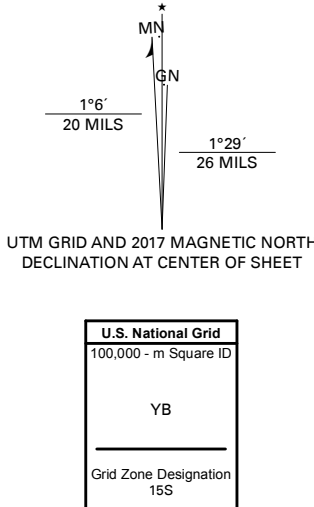 ★
MN
GN
1°6´
20 MILS
1°29´
26 MILS
UTM GRID AND 2017 MAGNETIC NORTH
DECLINATION AT CENTER OF SHEET
U.S. National Grid
100,000 - m Square ID
YB
Grid Zone Designation
15S